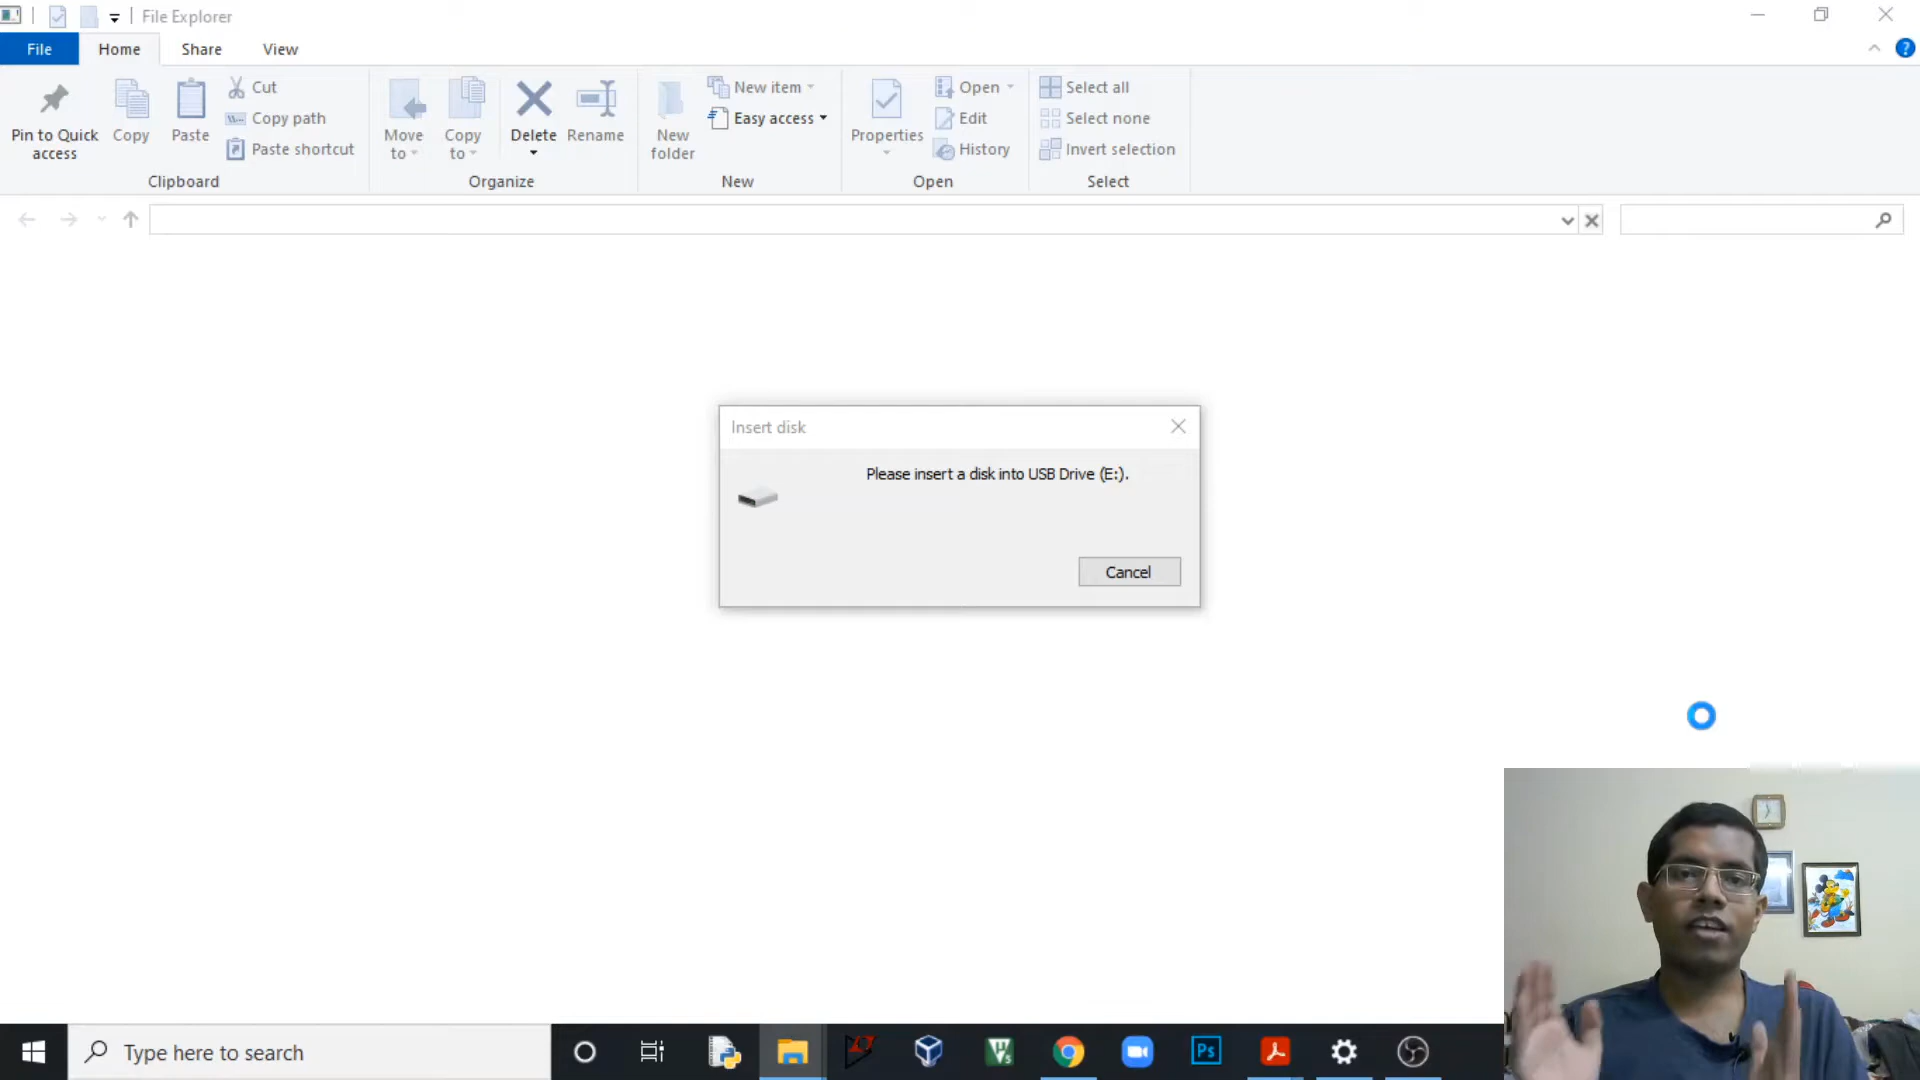 File Explorer
File Home Share View
Pin to Quick access
Copy
Paste
Cut
Copy path
Paste shortcut
Clipboard
Move to
Copy to
Delete
Rename
Organize
New folder
New item
Easy access
New
Properties
Open
Edit
History
Open
Select all
Select none
Invert selection
Select
Insert disk
Please insert a disk into USB Drive (E:).
Cancel
Type here to search
Ps